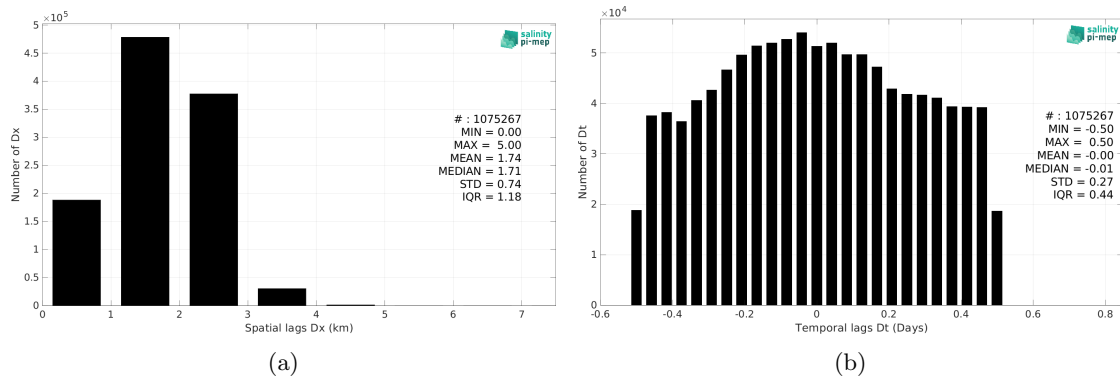 ×10^5
5
4.5
4
3.5
3
2.5
2
1.5
1
0.5
0
0 1 2 3 4 5 6 7
Number of Dx
Spatial lags Dx (km)
salinity
pi-mep
# : 1075267
MIN = 0.00
MAX = 5.00
MEAN = 1.74
MEDIAN = 1.71
STD = 0.74
IQR = 1.18
(a)
×10^4
5
4
3
2
1
0
-0.6 -0.4 -0.2 0 0.2 0.4 0.6 0.8
Number of Dt
Temporal lags Dt (Days)
salinity
pi-mep
# : 1075267
MIN = -0.50
MAX = 0.50
MEAN = -0.00
MEDIAN = -0.01
STD = 0.27
IQR = 0.44
(b)